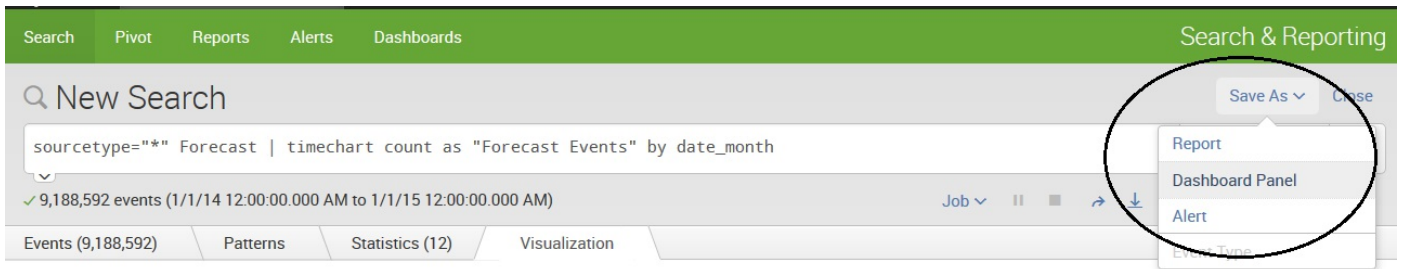 Search Pivot Reports Alerts Dashboards Search & Reporting
New Search Save As Close
sourcetype="*" Forecast | timechart count as "Forecast Events" by date_month
Report
Dashboard Panel
9,188,592 events (1/1/14 12:00:00.000 AM to 1/1/15 12:00:00.000 AM) Job
Alert
Events (9,188,592) Patterns Statistics (12) Visualization
Event Type